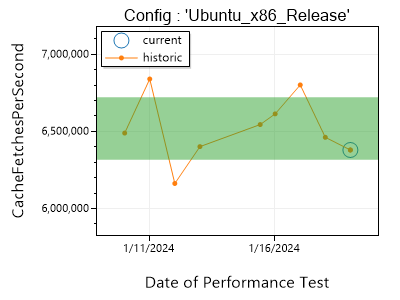 Config : 'Ubuntu_x86_Release'
current
historic
7,000,000
6,500,000
6,000,000
CacheFetchesPerSecond
1/11/2024
1/16/2024
Date of Performance Test